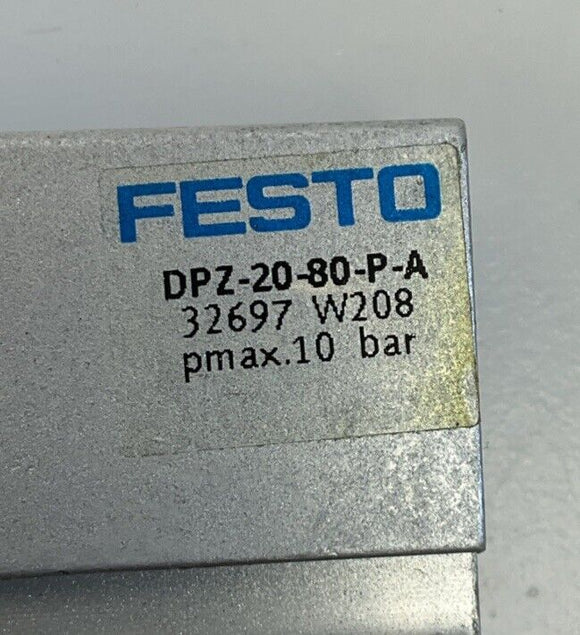 FESTO
DPZ-20-80-P-A
32697 W208
pmax.10 bar